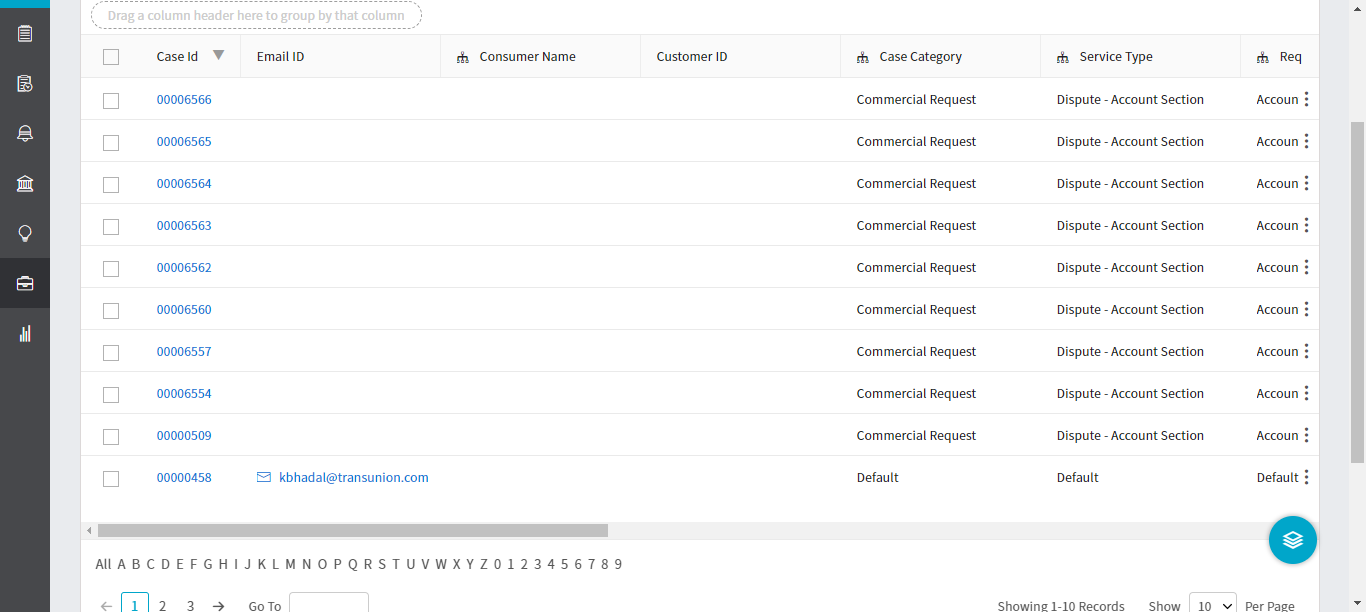 Drag a column header here to group by that column
Case Id Email ID Consumer Name Customer ID Case Category Service Type Req
00006566 Commercial Request Dispute - Account Section Accoun
00006565 Commercial Request Dispute - Account Section Accoun
00006564 Commercial Request Dispute - Account Section Accoun
00006563 Commercial Request Dispute - Account Section Accoun
00006562 Commercial Request Dispute - Account Section Accoun
00006560 Commercial Request Dispute - Account Section Accoun
00006557 Commercial Request Dispute - Account Section Accoun
00006554 Commercial Request Dispute - Account Section Accoun
00000509 Commercial Request Dispute - Account Section Accoun
00000458 kbhadal@transunion.com Default Default Default
All A B C D E F G H I J K L M N O P Q R S T U V W X Y Z 0 1 2 3 4 5 6 7 8 9
1 2 3 Go To Showing 1-10 Records Show 10 Per Page